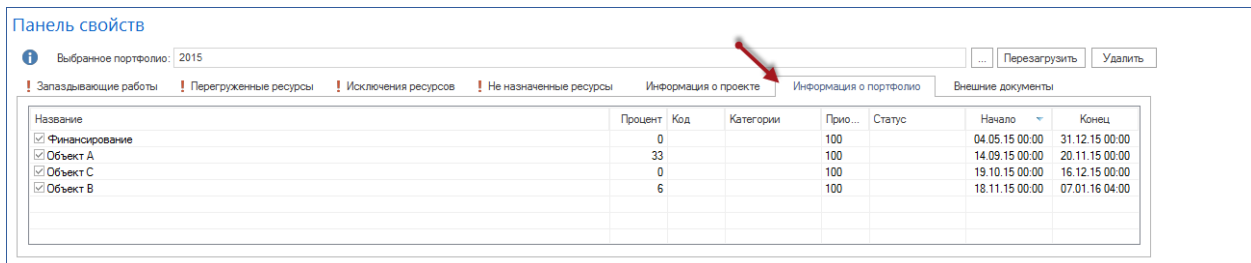 Панель свойств
Выбранное портфолио: 2015 ... Перезагрузить Удалить
! Запаздывающие работы ! Перегруженные ресурсы ! Исключения ресурсов ! Не назначенные ресурсы Информация о проекте Информация о портфолио Внешние документы
Название Процент Код Категории Прио... Статус Начало Конец
Финансирование 0 100 04.05.15 00:00 31.12.15 00:00
Объект А 33 100 14.09.15 00:00 20.11.15 00:00
Объект С 0 100 19.10.15 00:00 16.12.15 00:00
Объект В 6 100 18.11.15 00:00 07.01.16 04:00